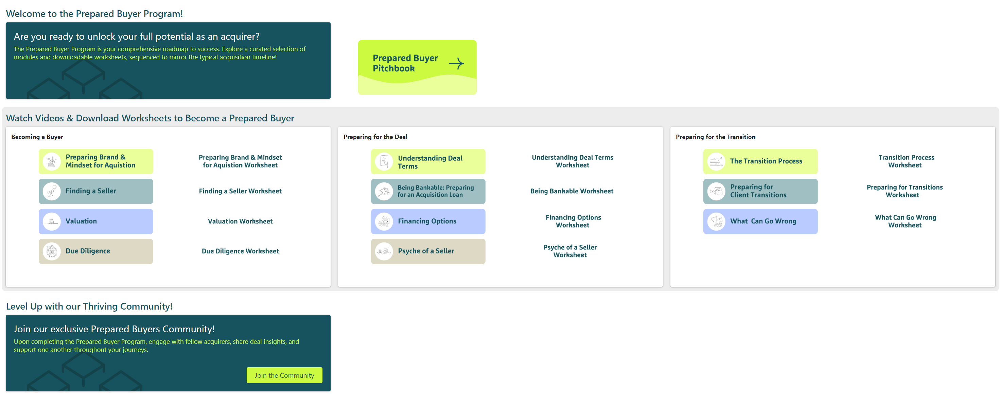 Welcome to the Prepared Buyer Program!
Are you ready to unlock your full potential as an acquirer?
The Prepared Buyer Program is your comprehensive roadmap to success. Explore a curated selection of
modules and downloadable worksheets, sequenced to mirror the typical acquisition timeline!
Prepared Buyer
Pitchbook
Watch Videos & Download Worksheets to Become a Prepared Buyer
Becoming a Buyer
Preparing Brand &
Mindset for Aquistion
Preparing Brand & Mindset
for Aquistion Worksheet
Finding a Seller
Finding a Seller Worksheet
Valuation
Valuation Worksheet
Due Diligence
Due Diligence Worksheet
Preparing for the Deal
Understanding Deal
Terms
Understanding Deal Terms
Worksheet
Being Bankable: Preparing
for an Acquisition Loan
Being Bankable Worksheet
Financing Options
Financing Options
Worksheet
Psyche of a Seller
Psyche of a Seller
Worksheet
Preparing for the Transition
The Transition Process
Transition Process
Worksheet
Preparing for
Client Transitions
Preparing for Transitions
Worksheet
What Can Go Wrong
What Can Go Wrong
Worksheet
Level Up with our Thriving Community!
Join our exclusive Prepared Buyers Community!
Upon completing the Prepared Buyer Program, engage with fellow acquirers, share deal insights, and
support one another throughout your journeys.
Join the Community